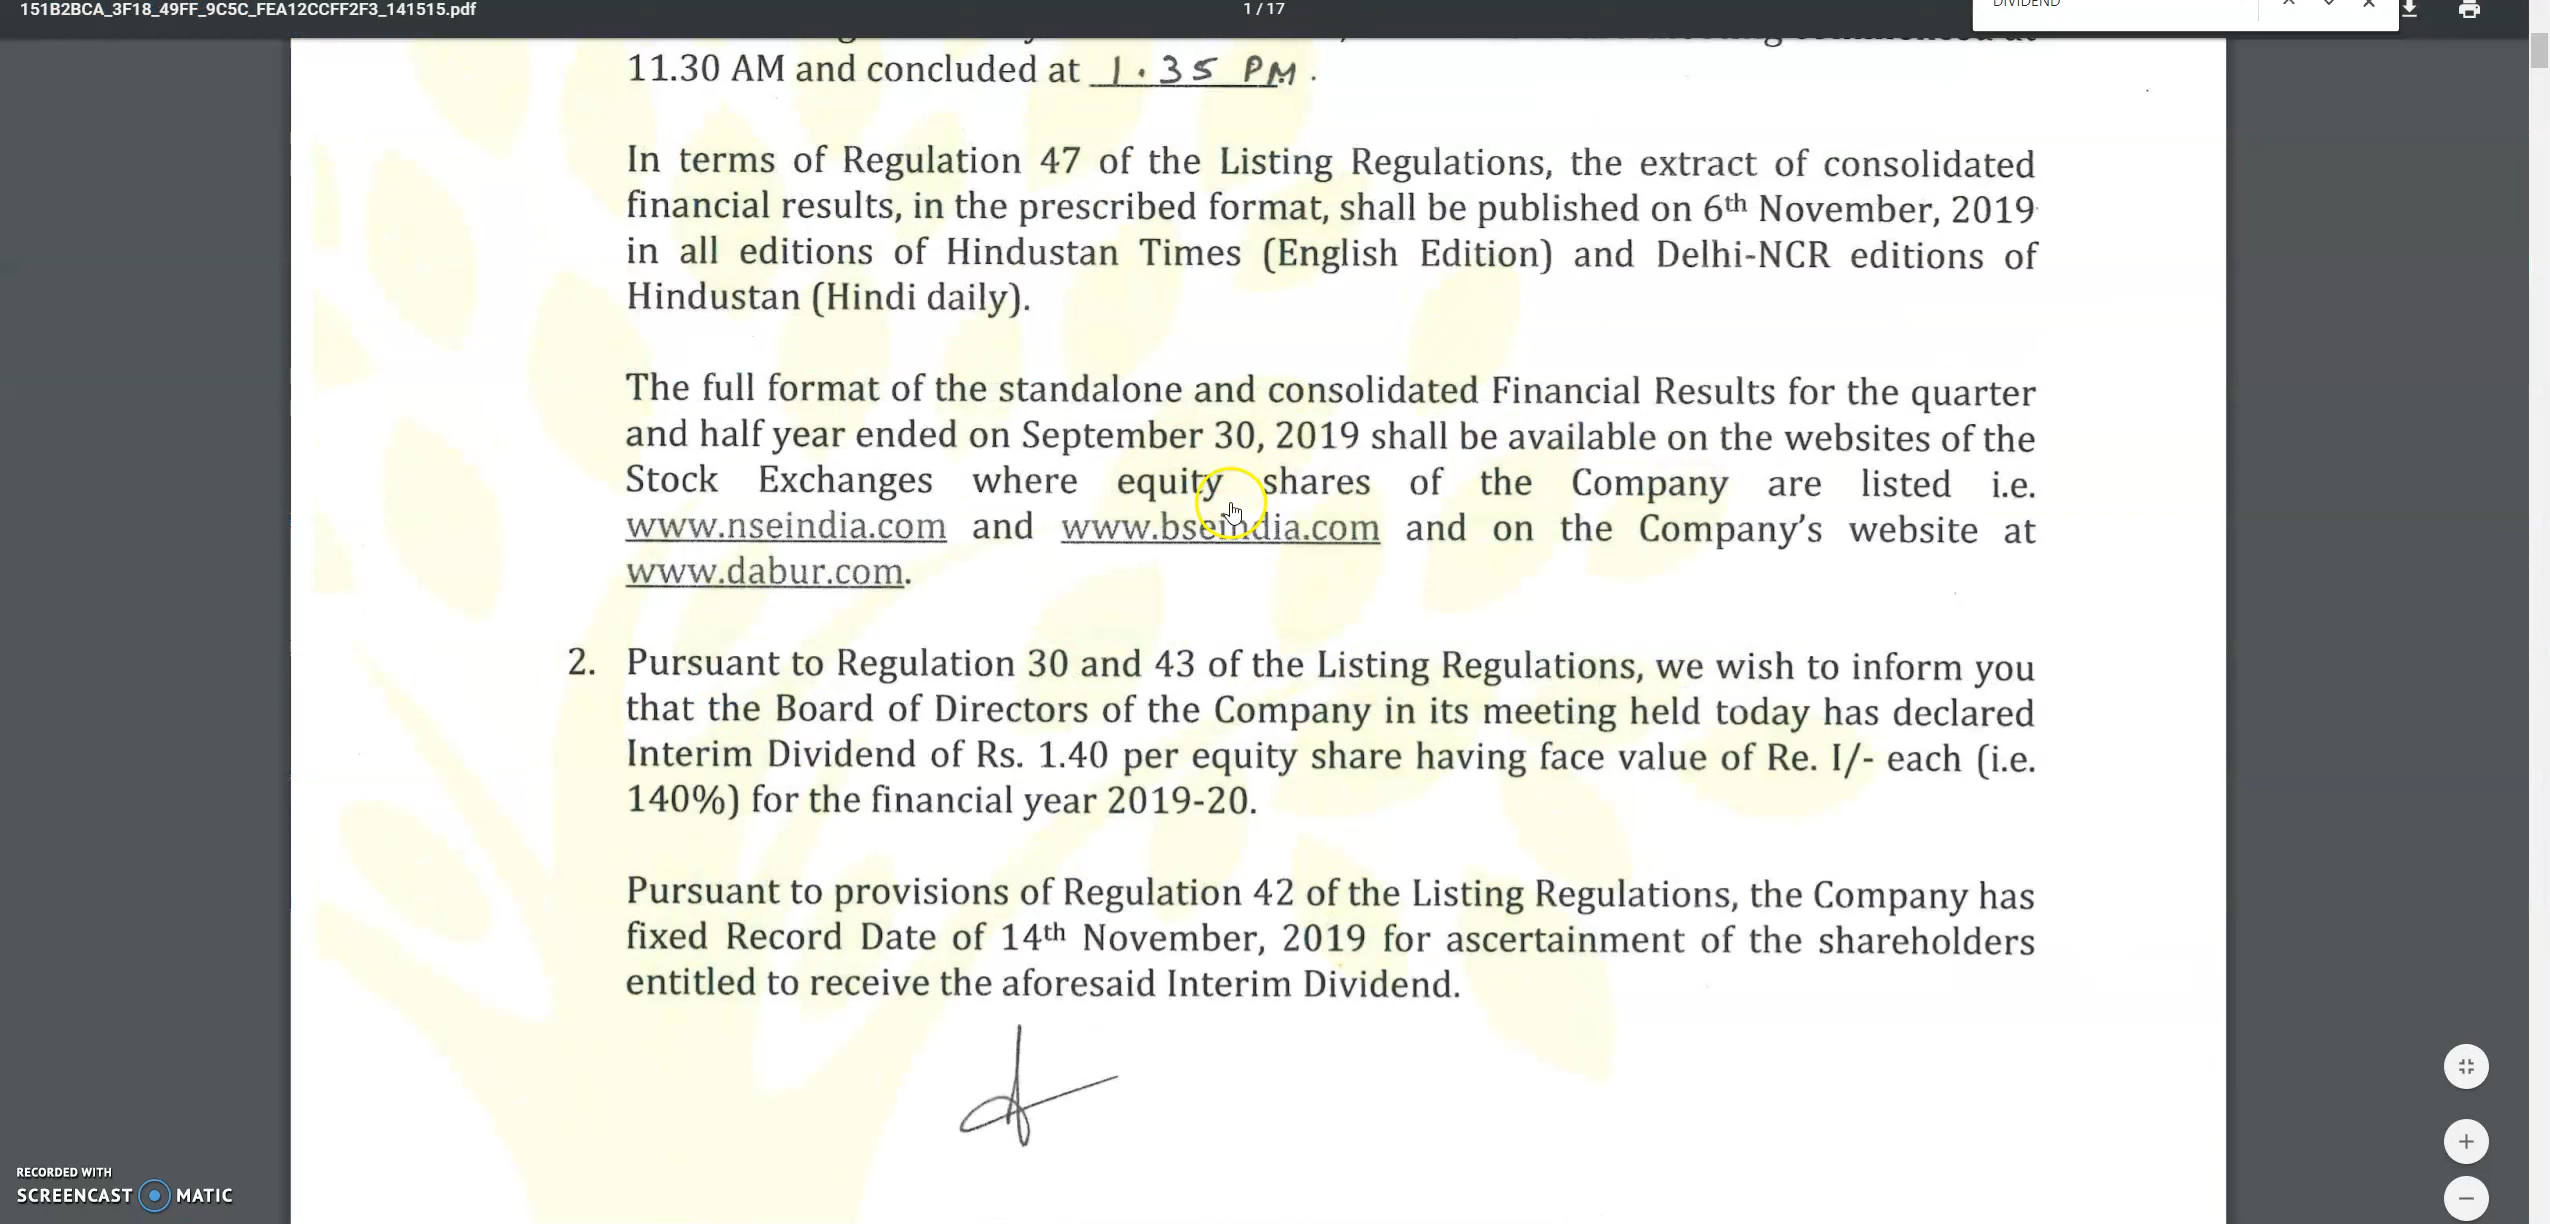 151B2BCA_3F18_49FF_9C5C_FEA12CCFF2F3_141515.pdf
1 / 17
DIVIDEND
11.30 AM and concluded at 1.35 PM.
In terms of Regulation 47 of the Listing Regulations, the extract of consolidated
financial results, in the prescribed format, shall be published on 6th November, 2019
in all editions of Hindustan Times (English Edition) and Delhi-NCR editions of
Hindustan (Hindi daily).
The full format of the standalone and consolidated Financial Results for the quarter
and half year ended on September 30, 2019 shall be available on the websites of the
Stock Exchanges where equity shares of the Company are listed i.e.
www.nseindia.com and www.bseindia.com and on the Company's website at
www.dabur.com.
2. Pursuant to Regulation 30 and 43 of the Listing Regulations, we wish to inform you
that the Board of Directors of the Company in its meeting held today has declared
Interim Dividend of Rs. 1.40 per equity share having face value of Re. I/- each (i.e.
140%) for the financial year 2019-20.
Pursuant to provisions of Regulation 42 of the Listing Regulations, the Company has
fixed Record Date of 14th November, 2019 for ascertainment of the shareholders
entitled to receive the aforesaid Interim Dividend.
RECORDED WITH
SCREENCAST MATIC